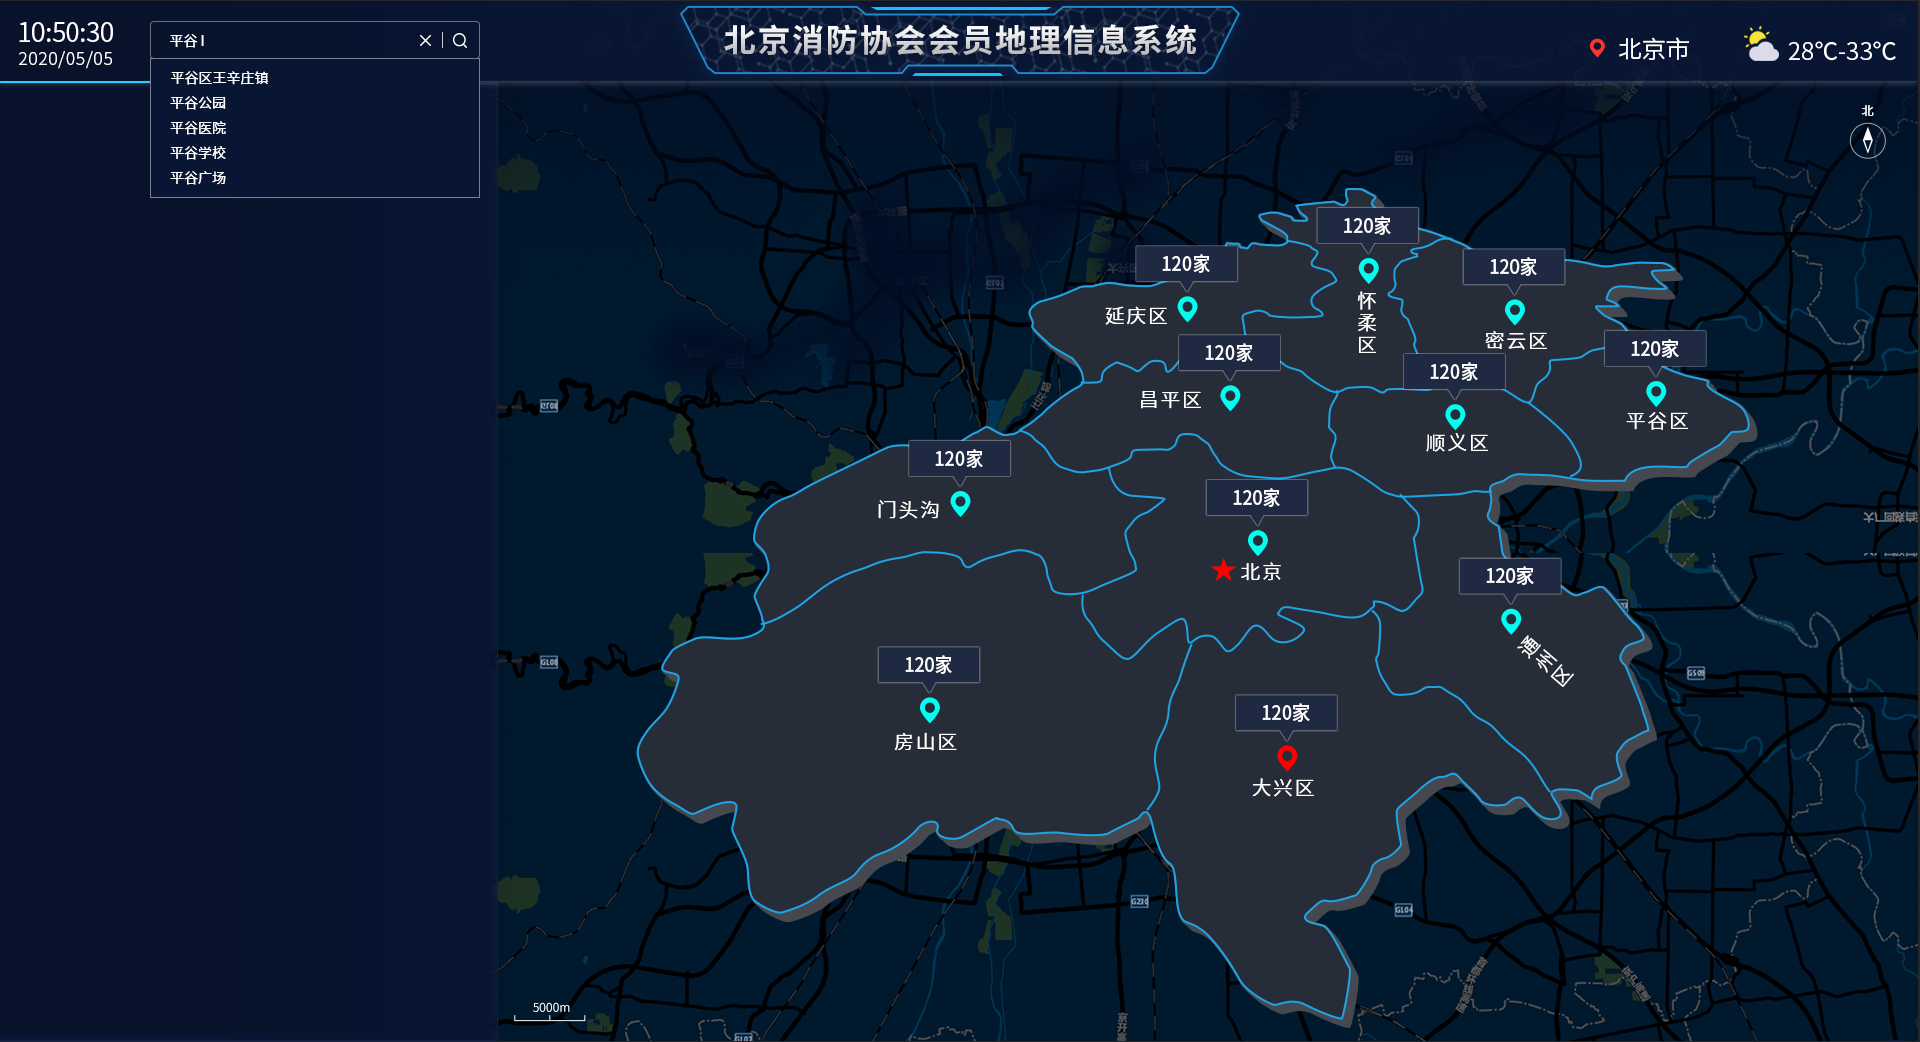 10:50:30
2020/05/05
平谷
平谷区王辛庄镇
平谷公园
平谷医院
平谷学校
平谷广场
北京消防协会会员地理信息系统
北京市
28℃-33℃
北
120家
怀柔区
120家
延庆区
120家
密云区
120家
昌平区
120家
平谷区
120家
顺义区
120家
门头沟
120家
北京
120家
通州区
120家
房山区
120家
大兴区
GL08
G230
GL04
G509
5000m